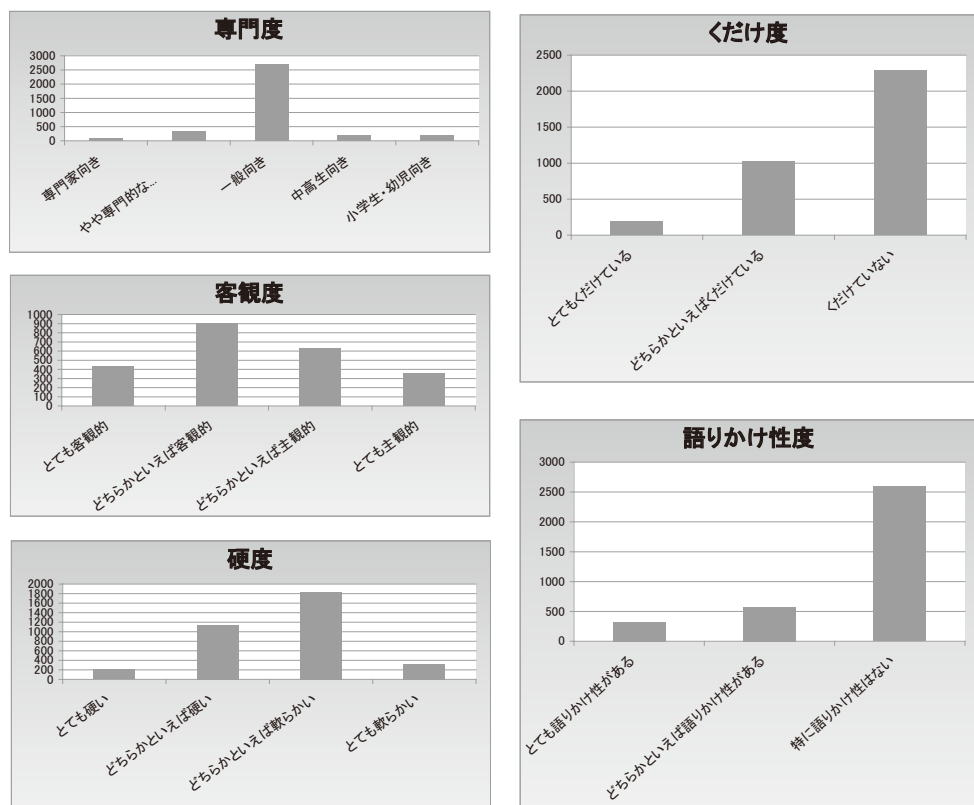 専門度
3000
2500
2000
1500
1000
500
0
専門家向き
やや専門的な...
一般向き
中高生向き
小学生・幼児向き
客観度
1000
900
800
700
600
500
400
300
200
100
0
とても客観的
どちらかといえば客観的
どちらかといえば主観的
とても主観的
硬度
2000
1800
1600
1400
1200
1000
800
600
400
200
0
とても硬い
どちらかといえば硬い
どちらかといえば軟らかい
とても軟らかい
くだけ度
2500
2000
1500
1000
500
0
とてもくだけている
どちらかといえばくだけている
くだけていない
語りかけ性度
3000
2500
2000
1500
1000
500
0
とても語りかけ性がある
どちらかといえば語りかけ性がある
特に語りかけ性はない